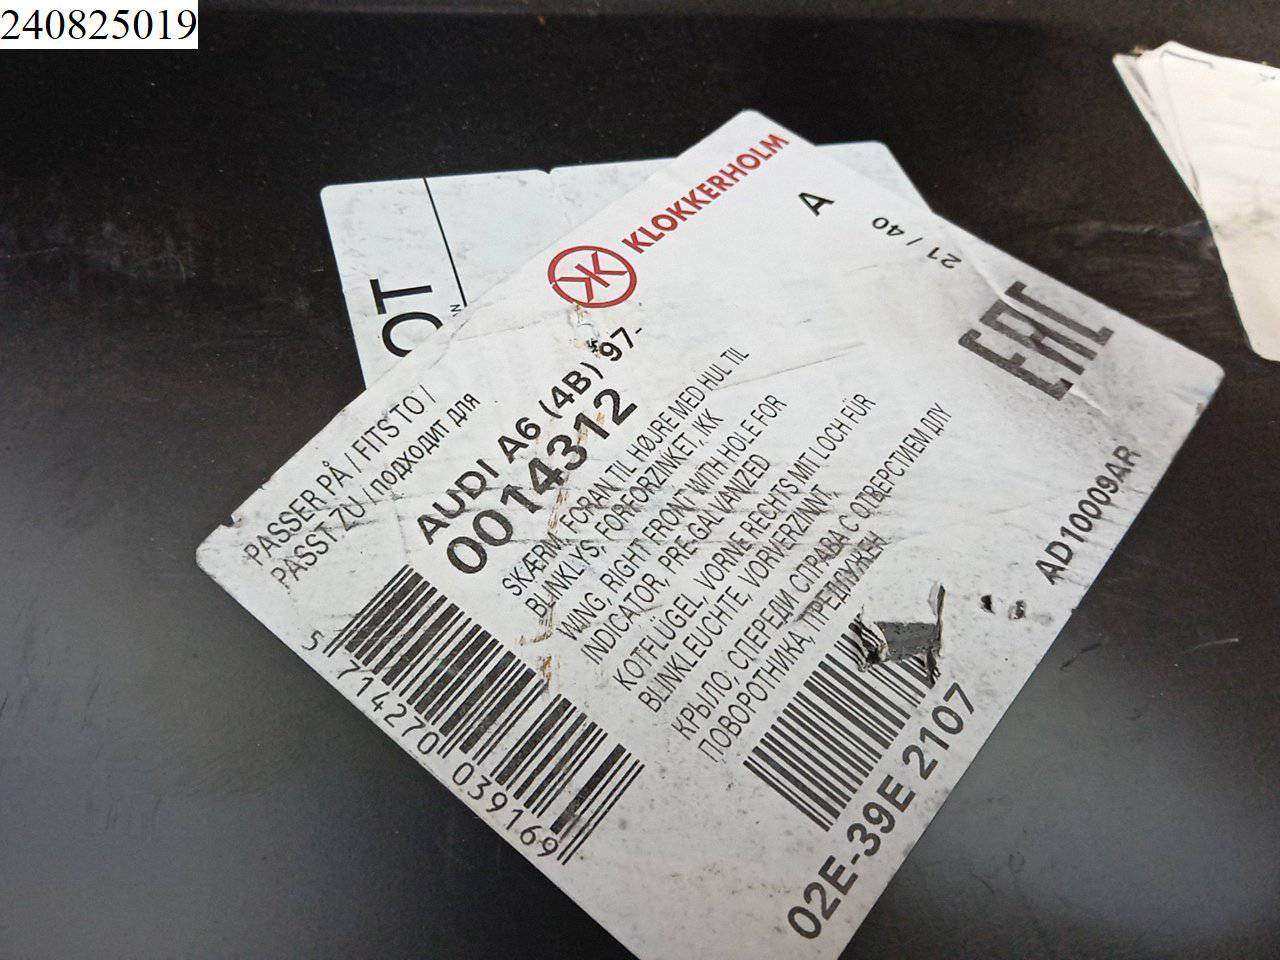 240825019
OT
KLOKKERHOLM
A
21 / 40
EAC
PASSER PÅ / FITS TO /
PASST ZU / подходит для
AUDI A6 (4B) 97-
0014312
SKÆRM, FORAN TIL HØJRE MED HUL TIL
BLINKLYS, FORFORZINKET, IKK
WING, RIGHT FRONT WITH HOLE FOR
INDICATOR, PRE-GALVANIZED
KOTFLÜGEL, VORNE RECHTS MIT LOCH FÜR
BLINKLEUCHTE, VORVERZINNT,
КРЫЛО, СПЕРЕДИ СПРАВА С ОТВЕРСТИЕМ ДЛУ
ПОВОРОТНИКА, ПРЕДЛУЖЕН
5 714270 039169
AD10009AR
02E-39E 2107